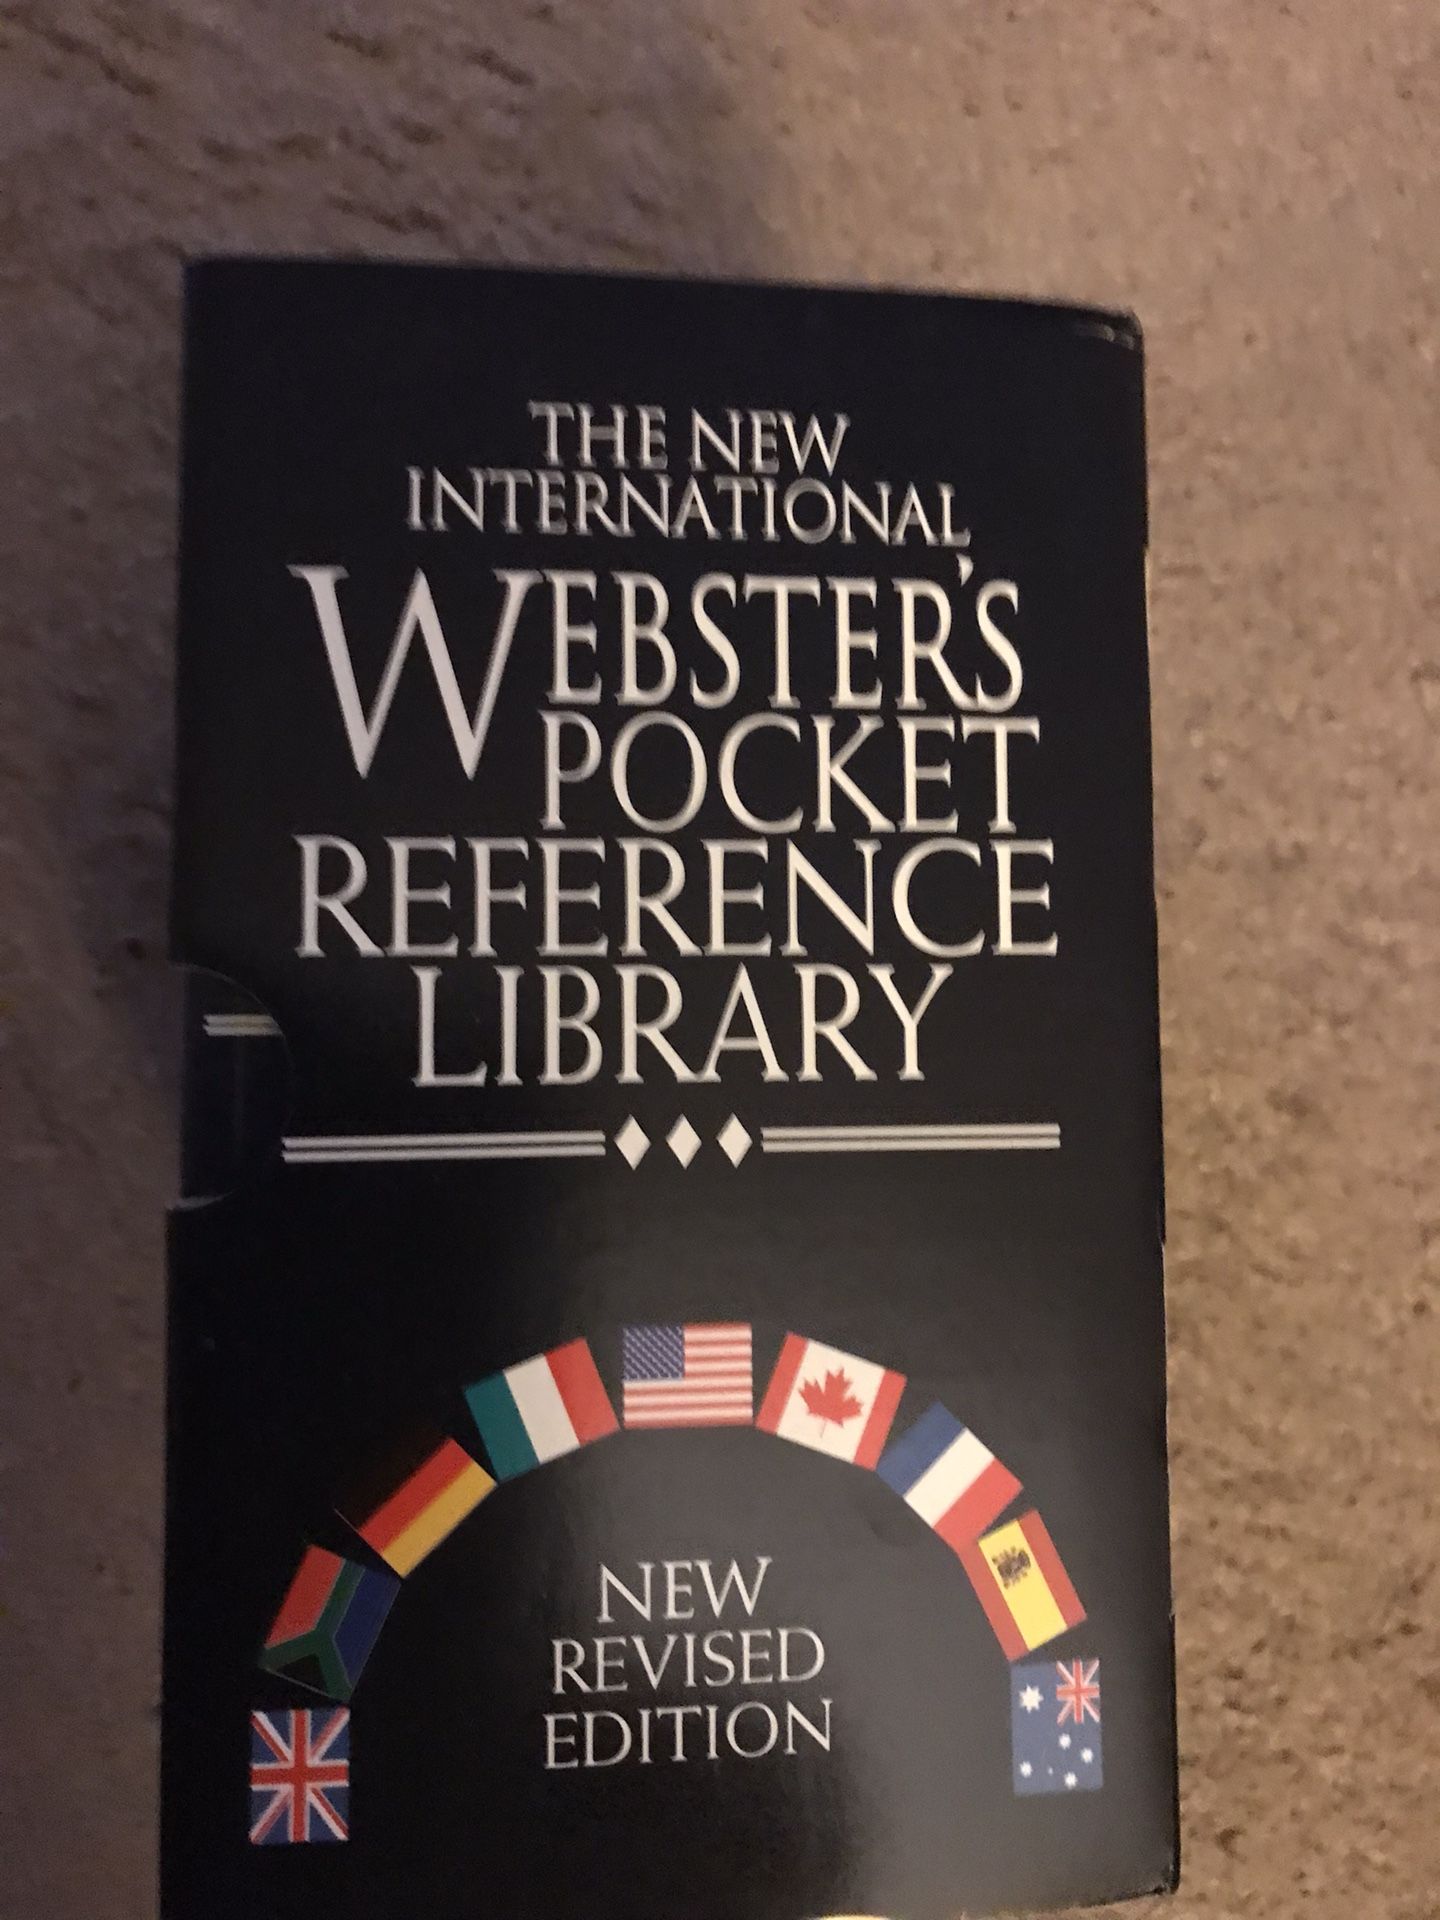 THE NEW
INTERNATIONAL
WEBSTER'S
POCKET
REFERENCE
LIBRARY
NEW
REVISED
EDITION